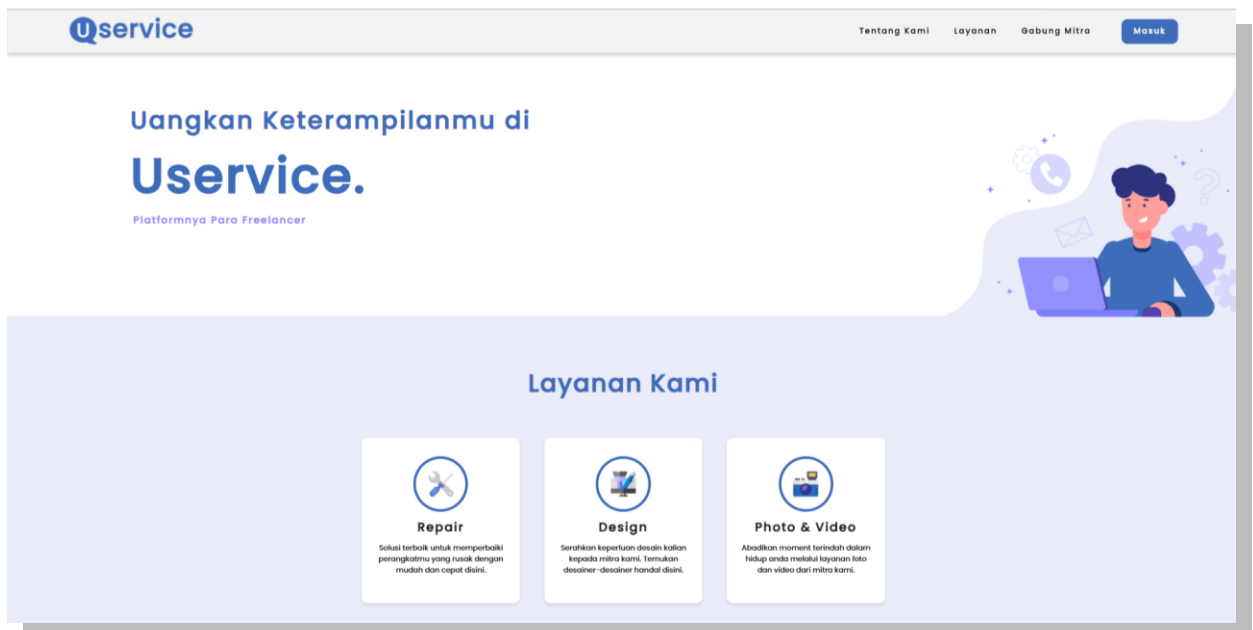 Uservice
Tentang Kami
Layanan
Gabung Mitra
Masuk
Uangkan Keterampilanmu di
Uservice.
Platformnya Para Freelancer
Layanan Kami
Repair
Solusi terbaik untuk memperbaiki
perangkatmu yang rusak dengan
mudah dan cepat disini.
Design
Serahkan keperluan desain kalian
kepada mitra kami. Temukan
desainer-desainer handal disini.
Photo & Video
Abadikan moment terindah dalam
hidup anda melalui layanan foto
dan video dari mitra kami.